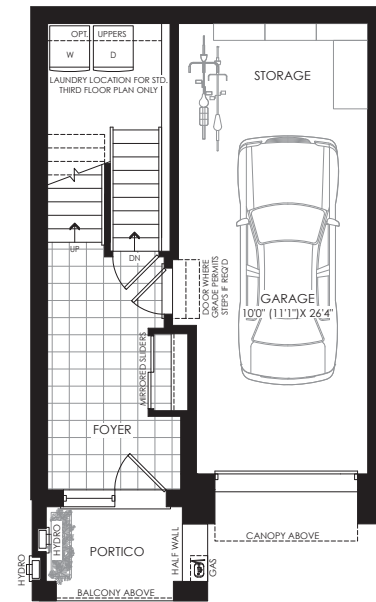 OPT. UPPERS
W D
LAUNDRY LOCATION FOR STD.
THIRD FLOOR PLAN ONLY
STORAGE
UP
DN
DOOR WHERE
GRADE PERMITS
STEPS IF REQ'D
GARAGE
10'0" (11'1") X 26'4"
MIRRORED SLIDERS
FOYER
HYDRO
HYDRO
PORTICO
HALF WALL
GAS
CANOPY ABOVE
BALCONY ABOVE